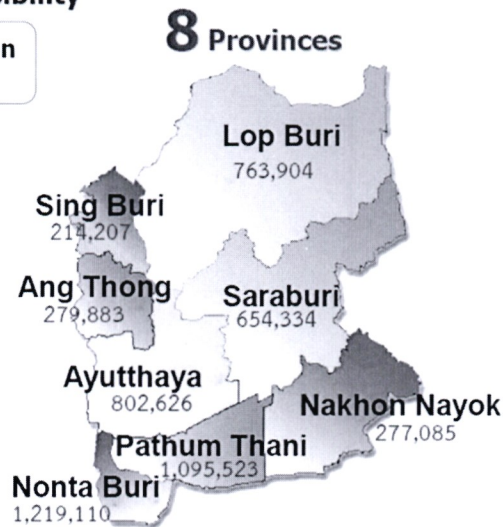 8 Provinces
n
Lop Buri
763,904
Sing Buri
214,207
Ang Thong
279,883
Saraburi
654,334
Ayutthaya
802,626
Nakhon Nayok
277,085
Pathum Thani
1,095,523
Nonta Buri
1,219,110